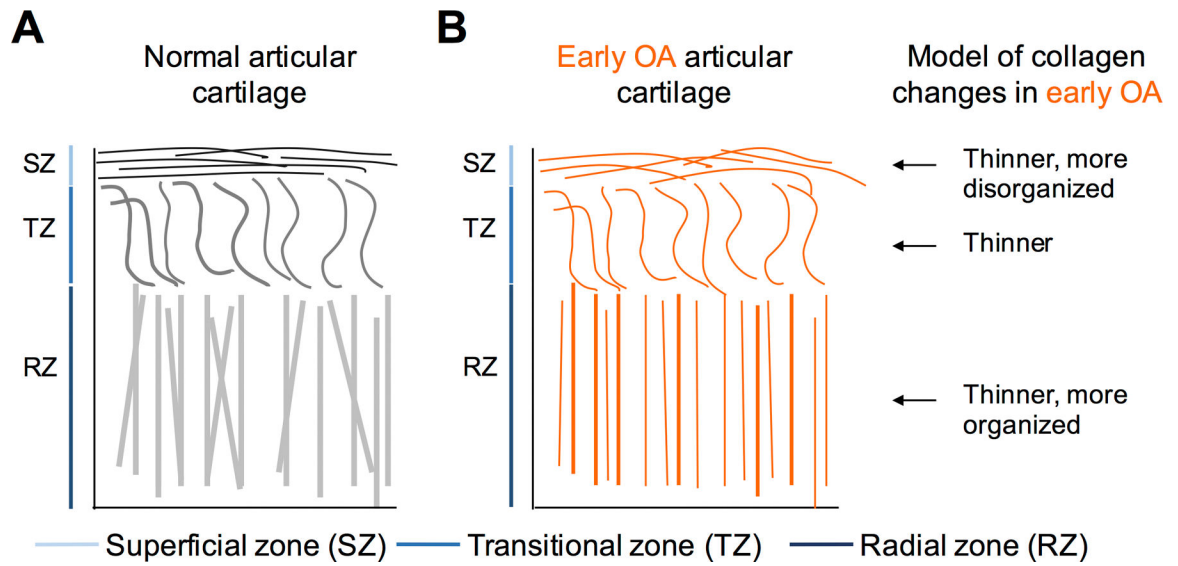 A
Normal articular
cartilage
SZ
TZ
RZ
B
Early OA articular
cartilage
SZ
TZ
RZ
Model of collagen
changes in early OA
Thinner, more
disorganized
Thinner
Thinner, more
organized
Superficial zone (SZ)
Transitional zone (TZ)
Radial zone (RZ)